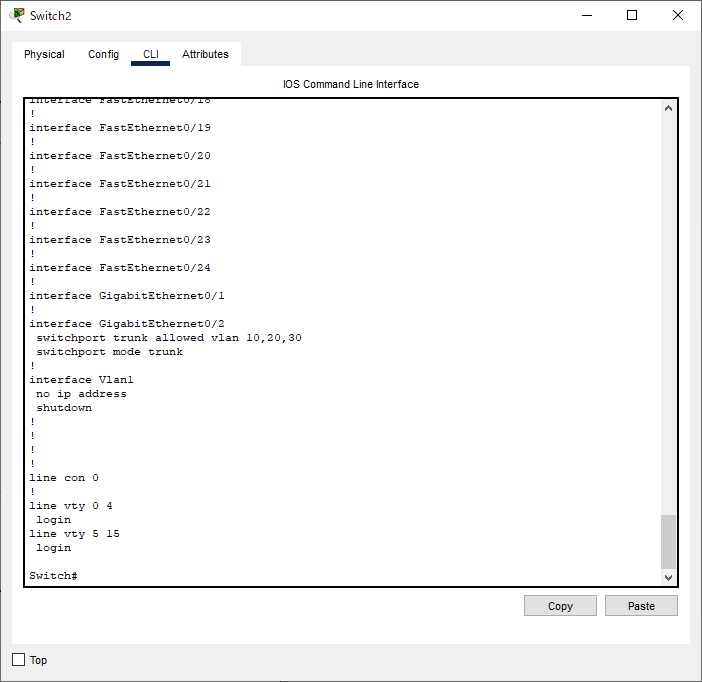 Switch2
Physical Config CLI Attributes
IOS Command Line Interface
interface FastEthernet0/18
!
interface FastEthernet0/19
!
interface FastEthernet0/20
!
interface FastEthernet0/21
!
interface FastEthernet0/22
!
interface FastEthernet0/23
!
interface FastEthernet0/24
!
interface GigabitEthernet0/1
!
interface GigabitEthernet0/2
 switchport trunk allowed vlan 10,20,30
 switchport mode trunk
!
interface Vlan1
 no ip address
 shutdown
!
!
!
!
line con 0
!
line vty 0 4
 login
line vty 5 15
 login
Switch#
Copy Paste
Top